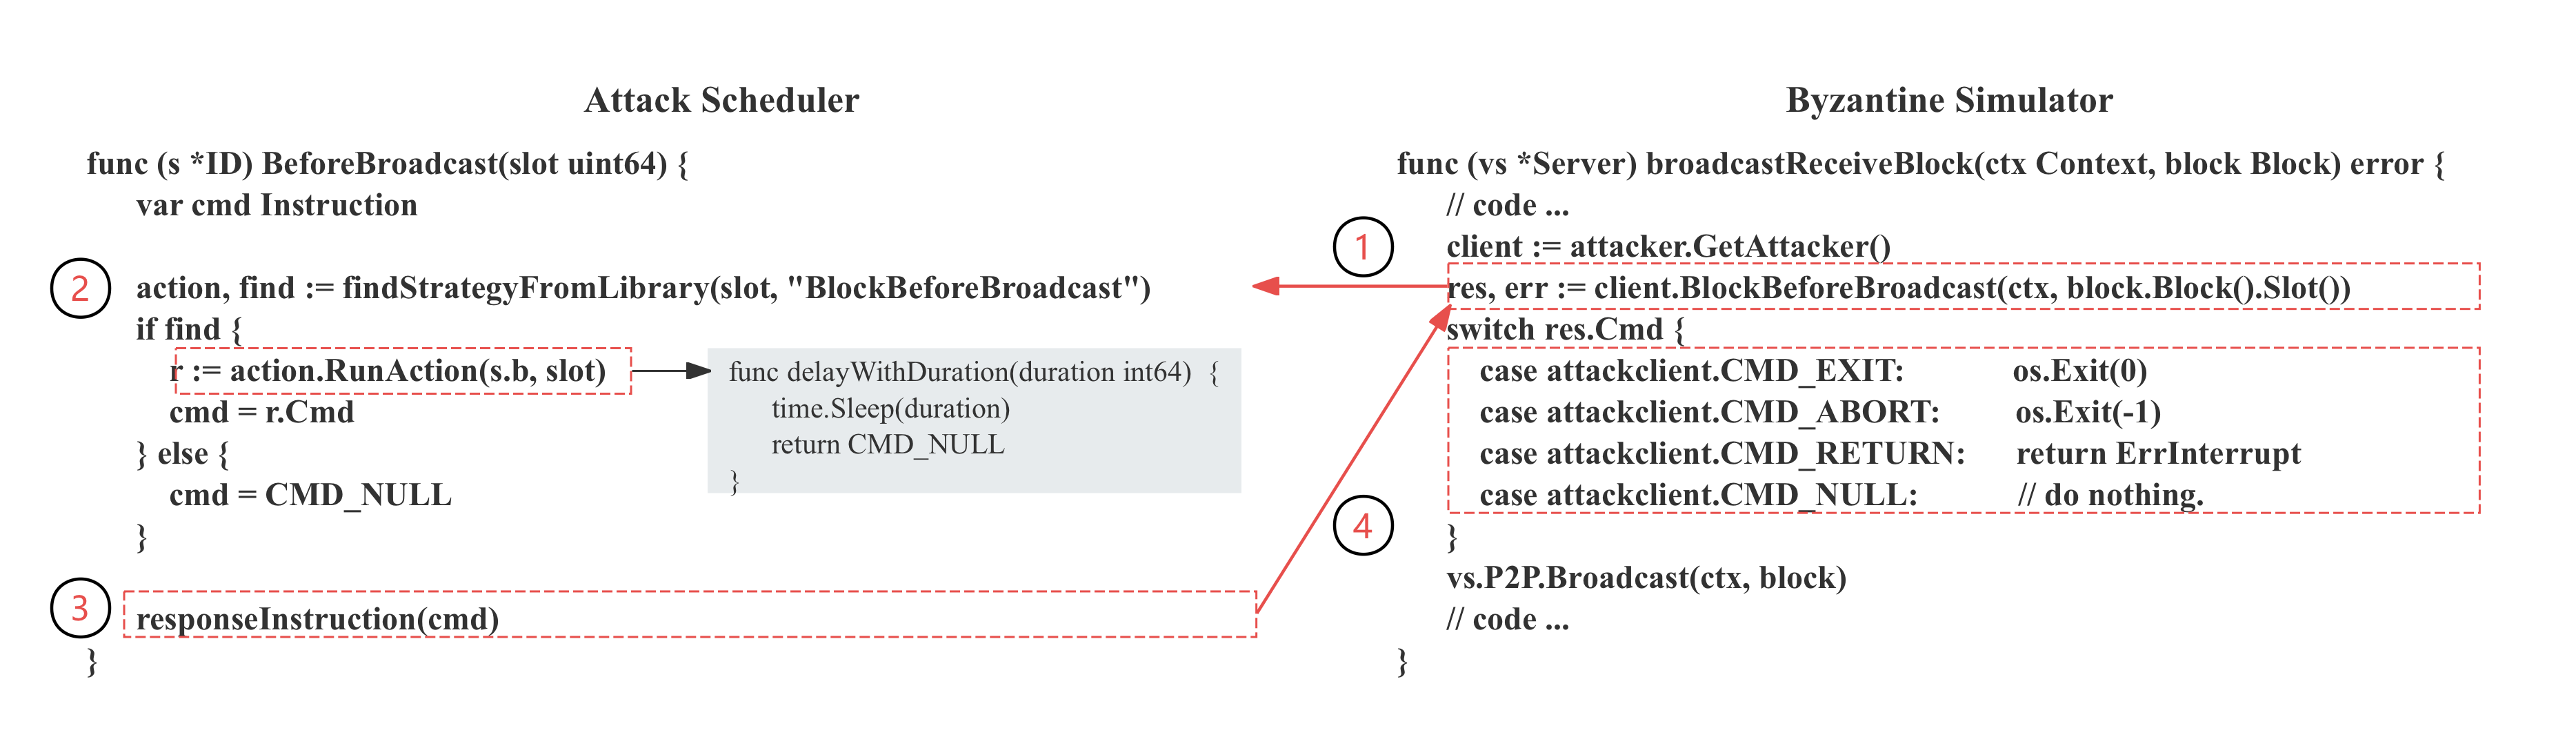 Attack Scheduler
func (s *ID) BeforeBroadcast(slot uint64) {
var cmd Instruction
2
action, find := findStrategyFromLibrary(slot, "BlockBeforeBroadcast")
if find {
r := action.RunAction(s.b, slot)
cmd = r.Cmd
} else {
cmd = CMD_NULL
}
3
responseInstruction(cmd)
}
func delayWithDuration(duration int64) {
time.Sleep(duration)
return CMD_NULL
}
Byzantine Simulator
func (vs *Server) broadcastReceiveBlock(ctx Context, block Block) error {
// code ...
1
client := attacker.GetAttacker()
res, err := client.BlockBeforeBroadcast(ctx, block.Block().Slot())
switch res.Cmd {
case attackclient.CMD_EXIT: os.Exit(0)
case attackclient.CMD_ABORT: os.Exit(-1)
case attackclient.CMD_RETURN: return ErrInterrupt
case attackclient.CMD_NULL: // do nothing.
4
}
vs.P2P.Broadcast(ctx, block)
// code ...
}